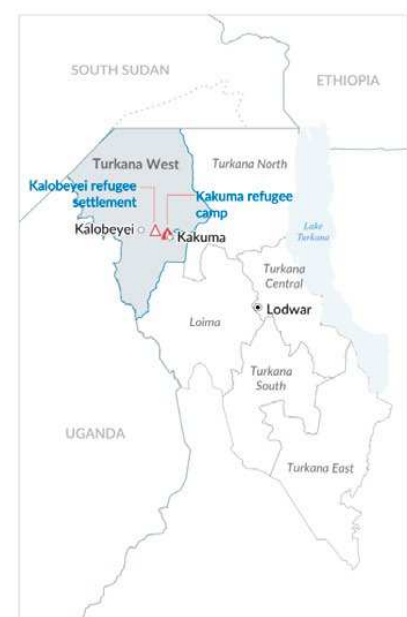 SOUTH SUDAN
ETHIOPIA
Turkana West
Turkana North
Kalobeyei refugee
settlement
Kakuma refugee
camp
Kalobeyei
Kakuma
Lake
Turkana
Turkana
Central
Lodwar
Loima
Turkana
South
UGANDA
Turkana East